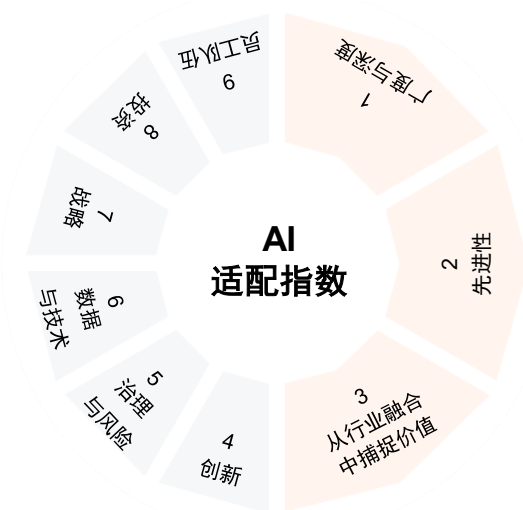 AI
适配指数
1
广度与深度
2
先进性
3
从行业融合
中捕捉价值
4
创新
5
治理
与风险
6
数据
与技术
7
战略
8
投资
9
员工队伍